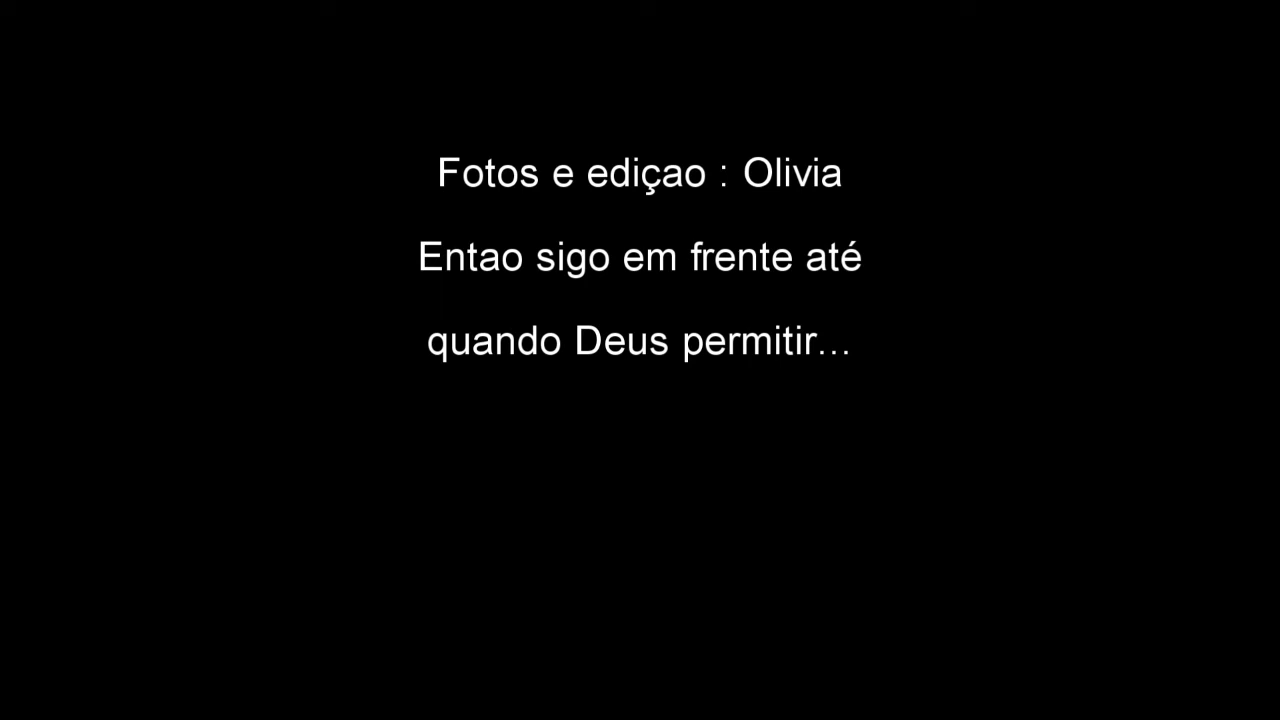 Fotos e ediçao : Olivia
Entao sigo em frente até
quando Deus permitir...